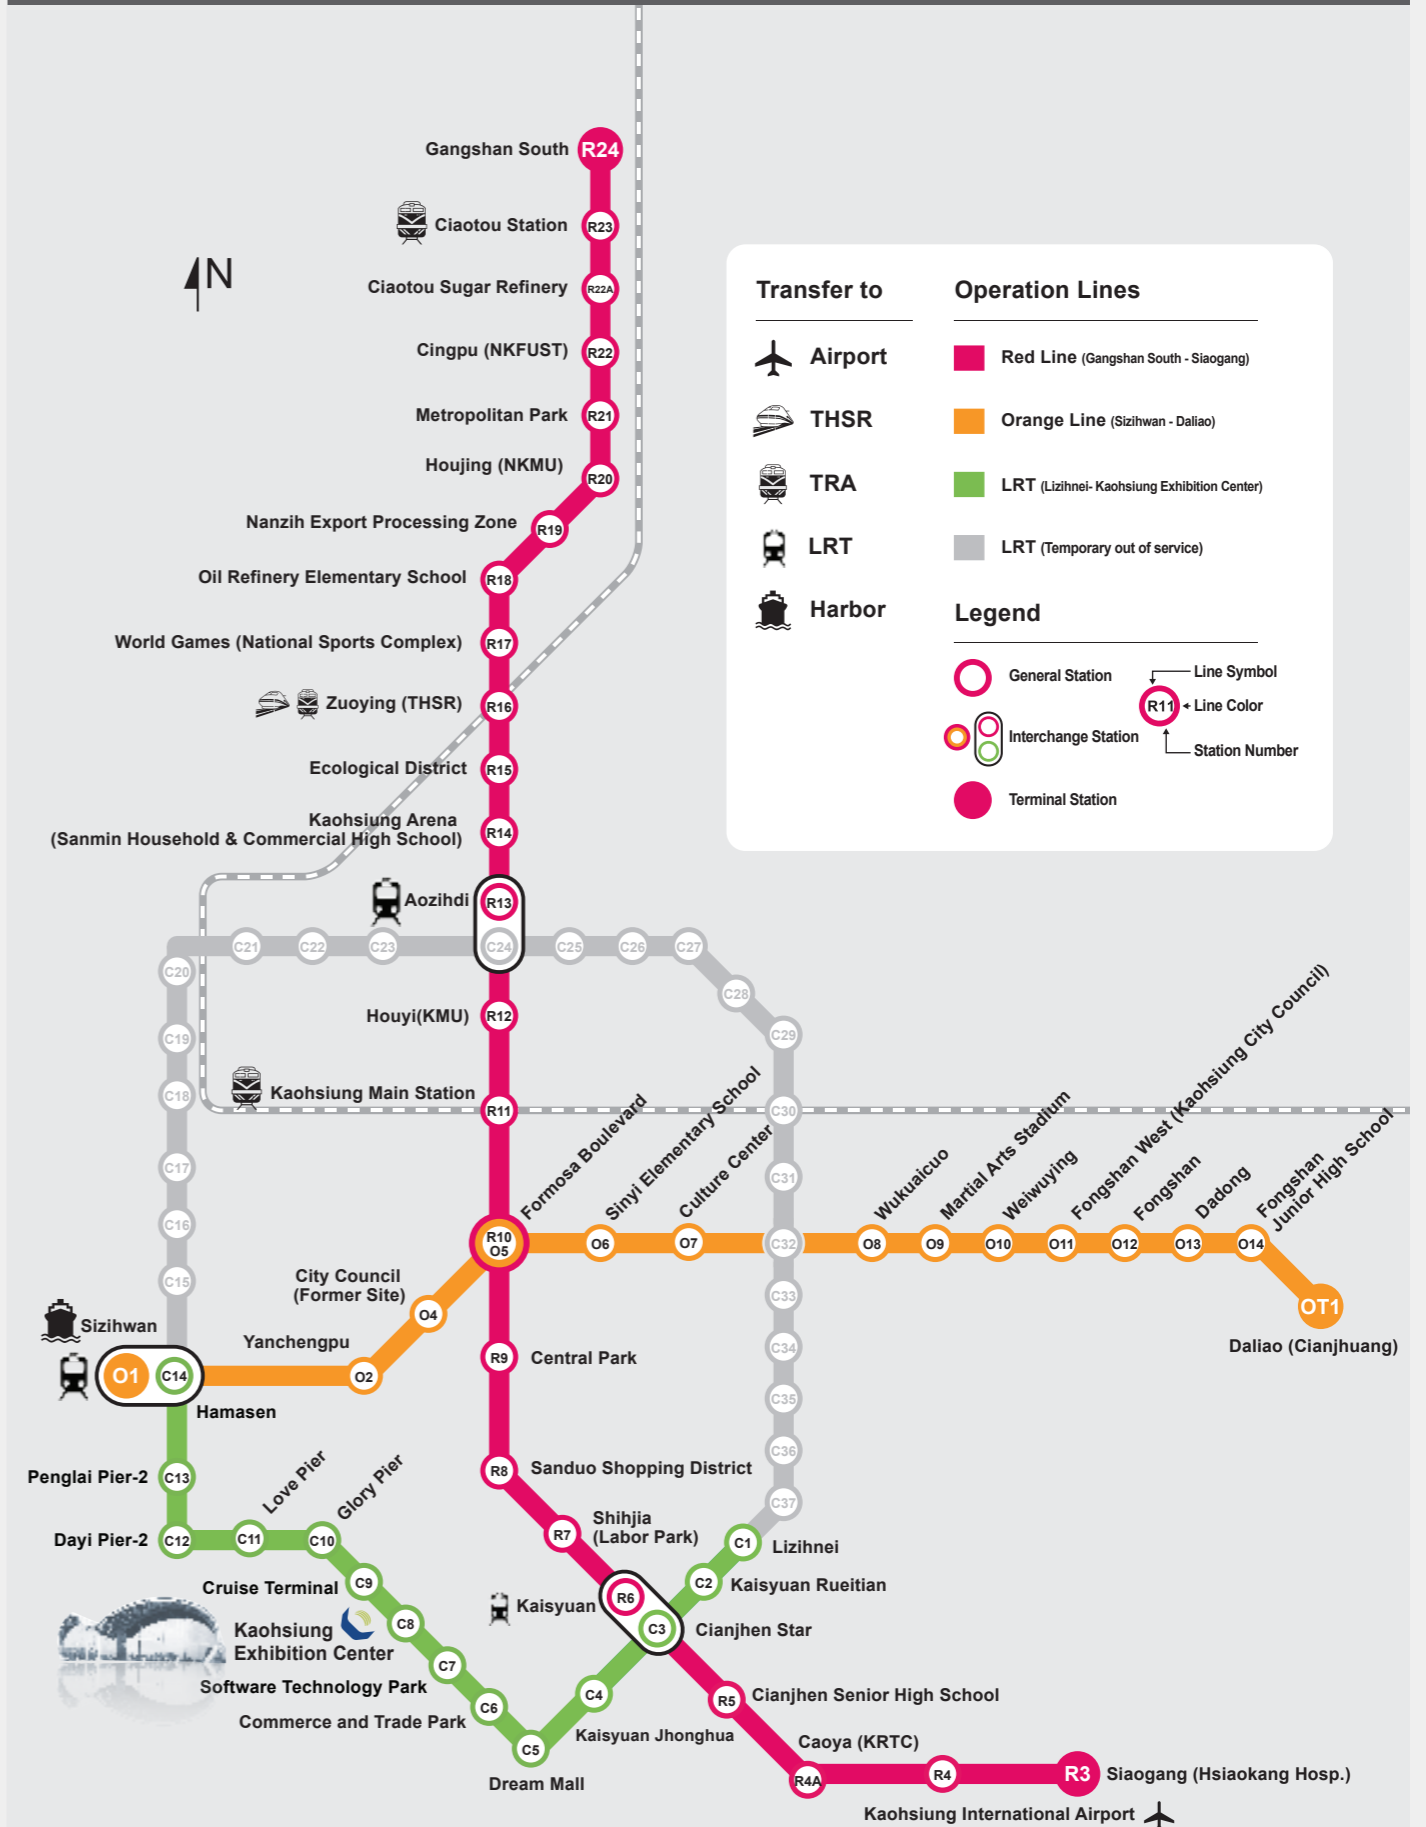 Gangshan South
R24
Ciaotou Station
R23
N
Ciaotou Sugar Refinery
R22A
Cingpu (NKFUST)
R22
Metropolitan Park
R21
Houjing (NKMU)
R20
Nanzih Export Processing Zone
R19
Oil Refinery Elementary School
R18
World Games (National Sports Complex)
R17
Zuoying (THSR)
R16
Ecological District
R15
Kaohsiung Arena
(Sanmin Household & Commercial High School)
R14
Aozihdi
R13
Transfer to
Airport
THSR
TRA
LRT
Harbor
Operation Lines
Red Line (Gangshan South - Siaogang)
Orange Line (Sizihwan - Daliao)
LRT (Lizihnei- Kaohsiung Exhibition Center)
LRT (Temporary out of service)
Legend
General Station
Interchange Station
Terminal Station
R11
Line Symbol
Line Color
Station Number
C20
C21
C22
C23
C24
C25
C26
C27
C28
C29
C30
C31
C32
C33
C34
C35
C36
C37
C19
C18
C17
C16
C15
Houyi(KMU)
R12
Kaohsiung Main Station
R11
Formosa Boulevard
R10
O5
Sinyi Elementary School
O6
Culture Center
O7
Wukuaicuo
O8
Martial Arts Stadium
O9
Weiwuying
O10
Fongshan West (Kaohsiung City Council)
O11
Fongshan
O12
Dadong
O13
Fongshan
Junior High School
O14
OT1
Daliao (Cianjhuang)
City Council
(Former Site)
O4
Yanchengpu
O2
Sizihwan
O1
C14
Hamasen
Central Park
R9
Penglai Pier-2
C13
Dayi Pier-2
C12
Love Pier
C11
Glory Pier
C10
Cruise Terminal
C9
Kaohsiung
Exhibition Center
C8
Software Technology Park
C7
Commerce and Trade Park
C6
Dream Mall
C5
Kaisyuan Jhonghua
C4
Sanduo Shopping District
R8
Shihjia
(Labor Park)
R7
Kaisyuan
R6
C3
Cianjhen Star
C2
Kaisyuan Rueitian
C1
Lizihnei
R5
Cianjhen Senior High School
Caoya (KRTC)
R4A
R4
Kaohsiung International Airport
R3
Siaogang (Hsiaokang Hosp.)